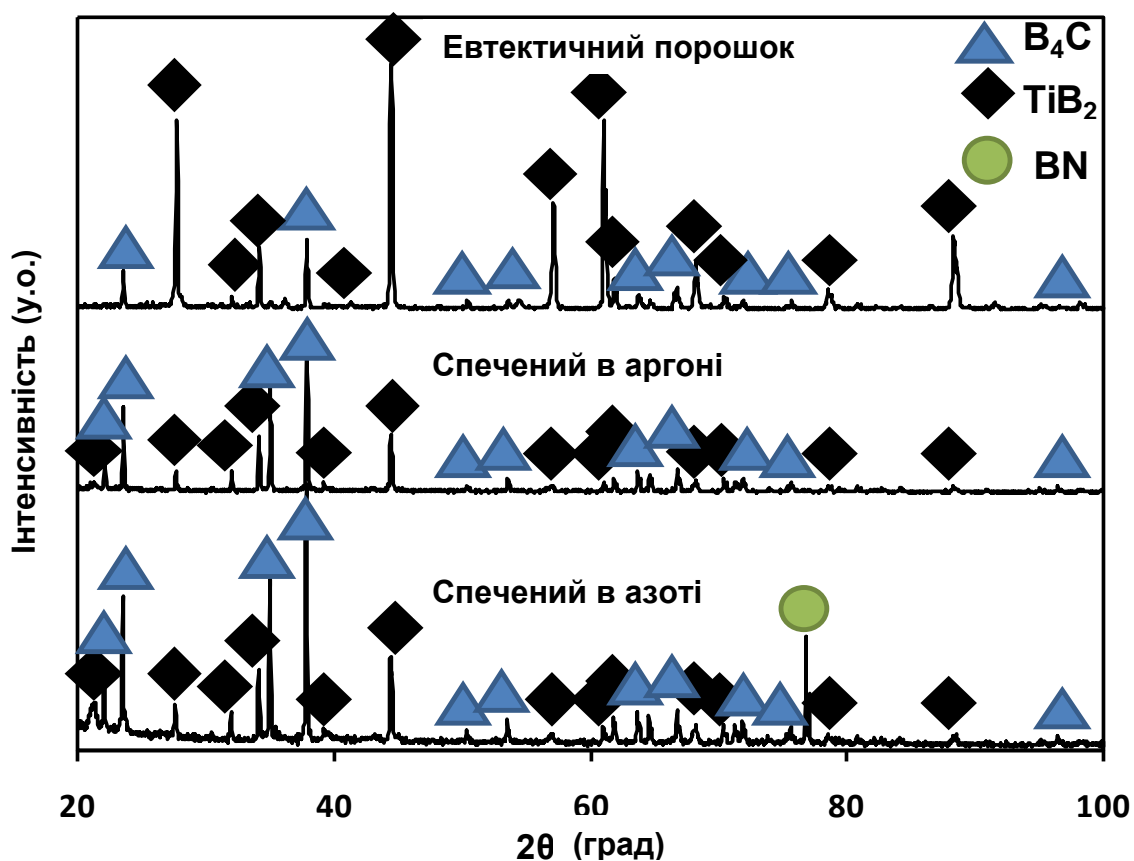 Евтектичний порошок
B₄C
TiB₂
BN
Спечений в аргоні
Спечений в азоті
Інтенсивність (у.о.)
20 40 60 80 100
2θ (град)